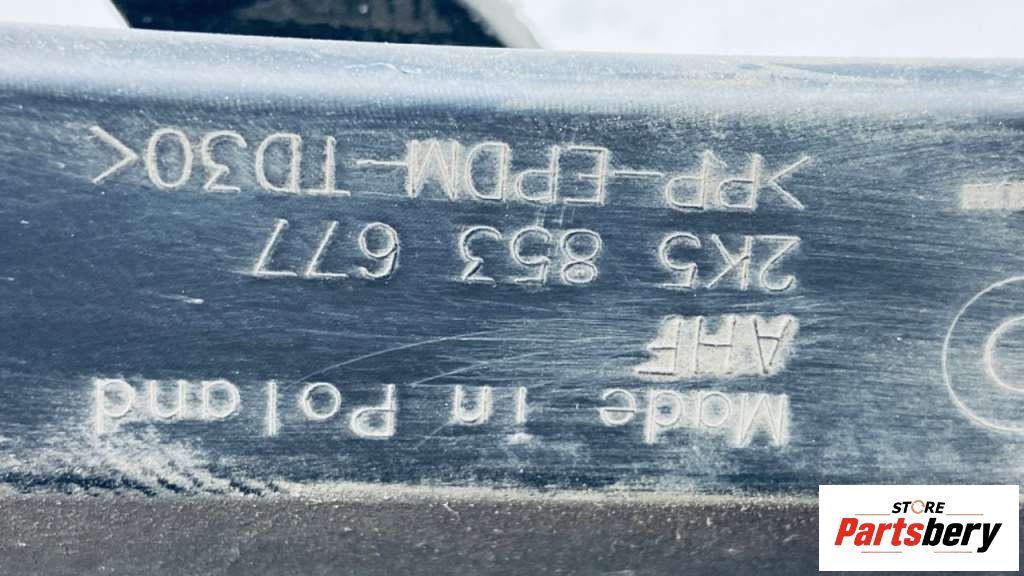 Made in Poland
AHF
2K5 853 677
>PP-EPDM-TD30<
STORE
Partsbery